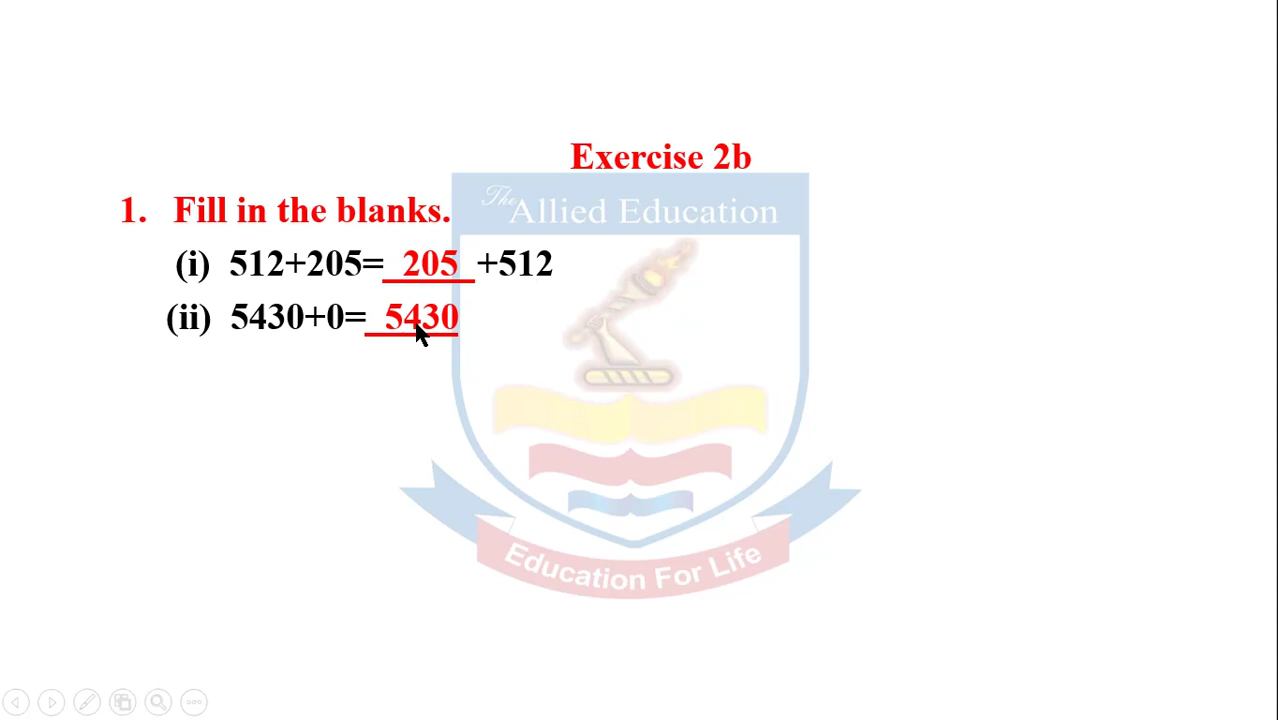 Exercise 2b
1. Fill in the blanks.
The
Allied Education
(i) 512+205= 205 +512
(ii) 5430+0= 5430
Education For Life